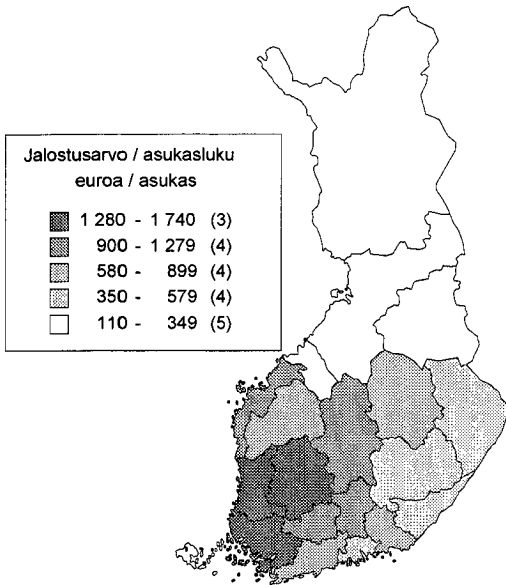 Jalostusarvo / asukasluku
euroa / asukas
1 280 - 1 740 (3)
900 - 1 279 (4)
580 - 899 (4)
350 - 579 (4)
110 - 349 (5)